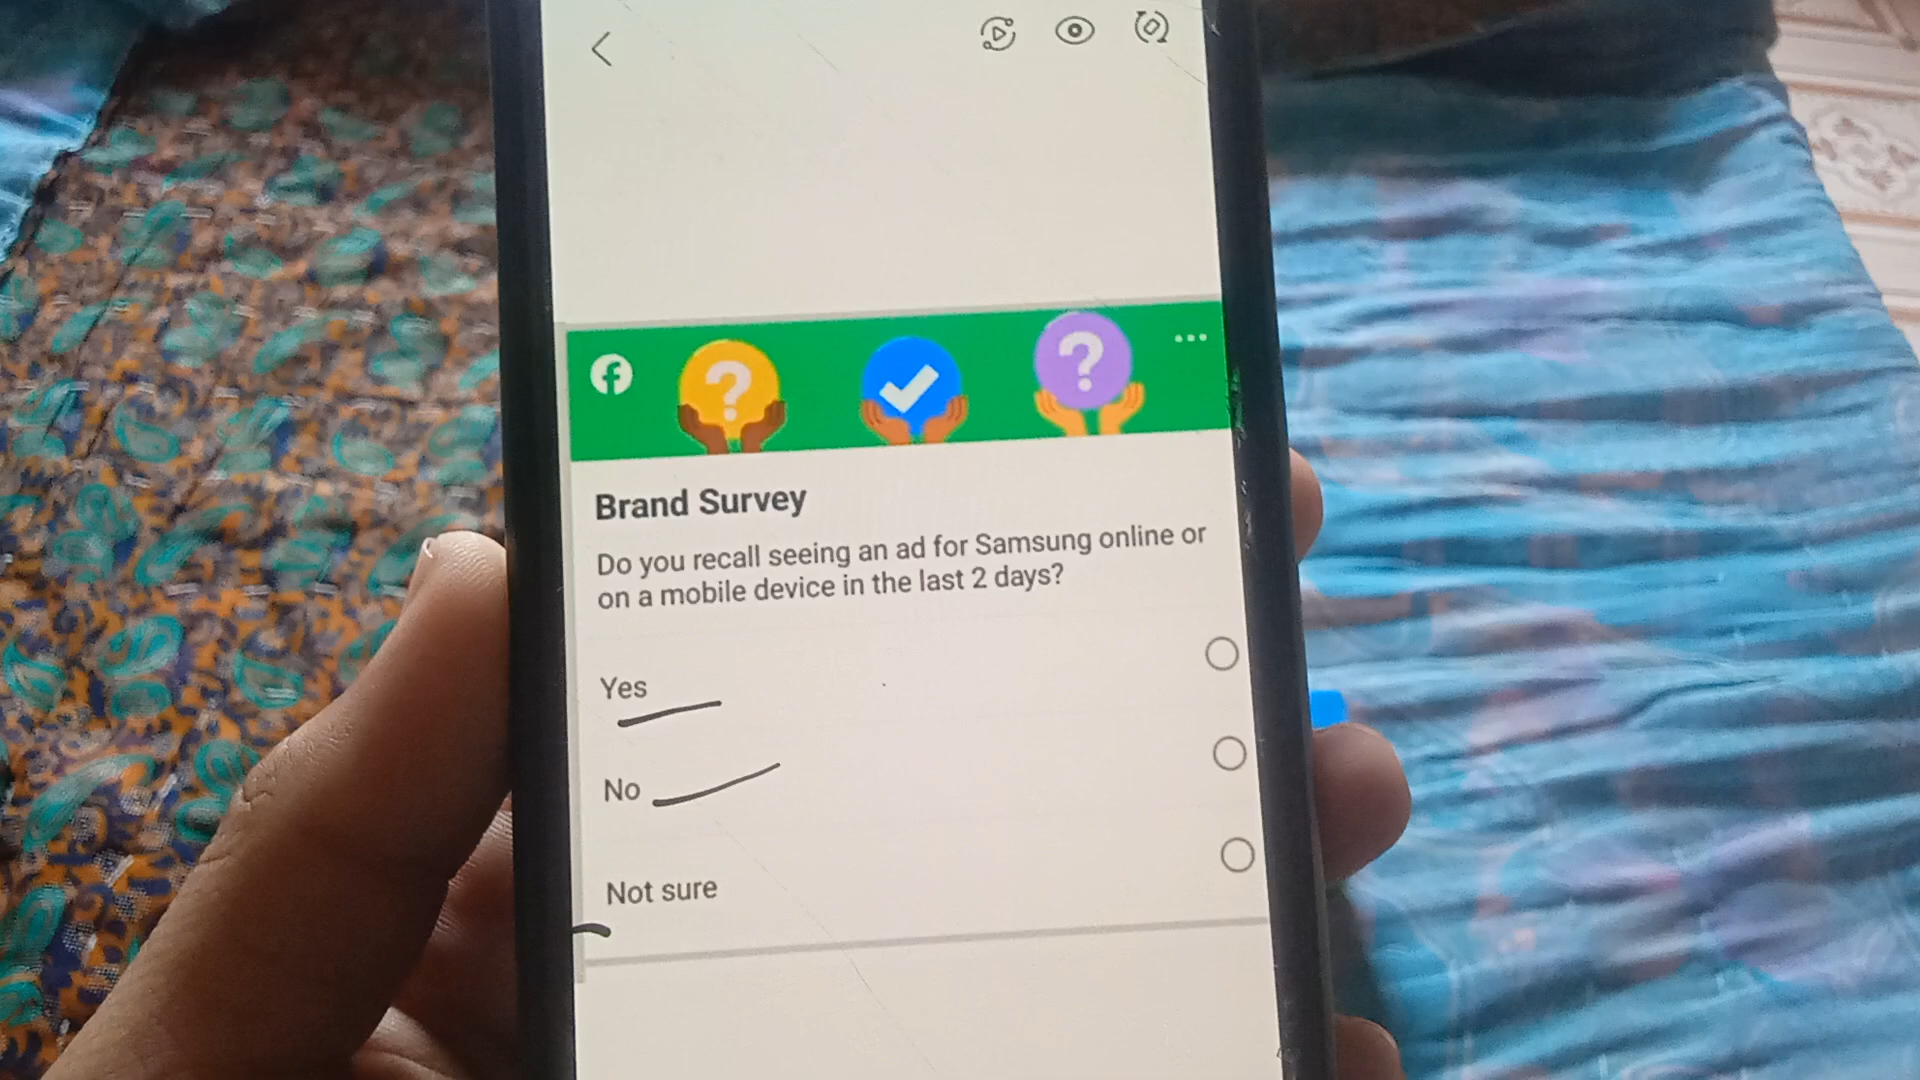 Brand Survey
Do you recall seeing an ad for Samsung online or
on a mobile device in the last 2 days?
Yes
No
Not sure